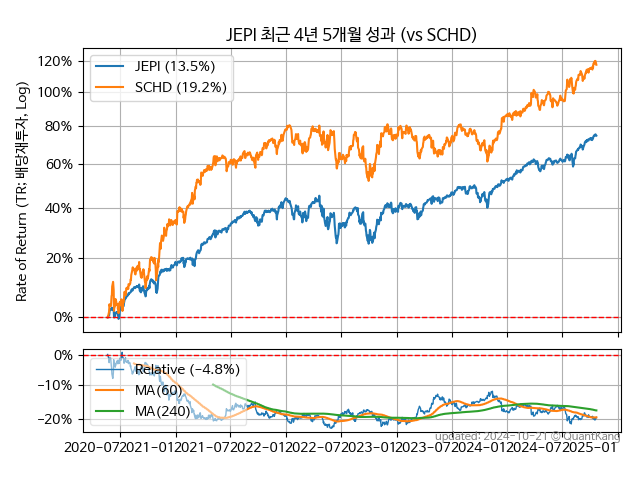 JEPI 최근 4년 5개월 성과 (vs SCHD)
Rate of Return (TR: 배당재투자, Log)
120%
100%
80%
60%
40%
20%
0%
JEPI (13.5%)
SCHD (19.2%)
0%
−10%
−20%
Relative (−4.8%)
MA(60)
MA(240)
2020-07 2021-01 2021-07 2022-01 2022-07 2023-01 2023-07 2024-01 2024-07 2025-01
updated: 2024-10-21 © QuantKang